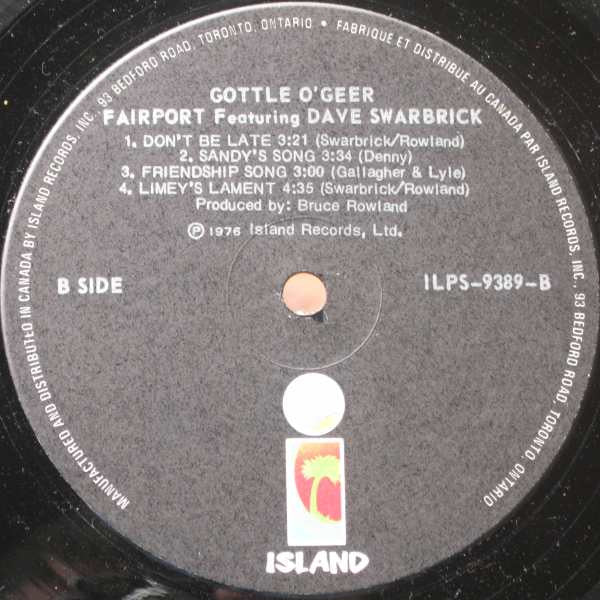 GOTTLE O'GEER
FAIRPORT Featuring DAVE SWARBRICK
1. DON'T BE LATE 3:21 (Swarbrick/Rowland)
2. SANDY'S SONG 3:34 (Denny)
3. FRIENDSHIP SONG 3:00 (Gallagher & Lyle)
4. LIMEY'S LAMENT 4:35 (Swarbrick/Rowland)
Produced by: Bruce Rowland
℗ 1976 Island Records, Ltd.
B SIDE
ILPS-9389-B
ISLAND
MANUFACTURED AND DISTRIBUTED IN CANADA BY ISLAND RECORDS, INC. 93 BEDFORD ROAD, TORONTO, ONTARIO • FABRIQUE ET DISTRIBUE AU CANADA PAR ISLAND RECORDS, INC., 93 BEDFORD ROAD, TORONTO, ONTARIO